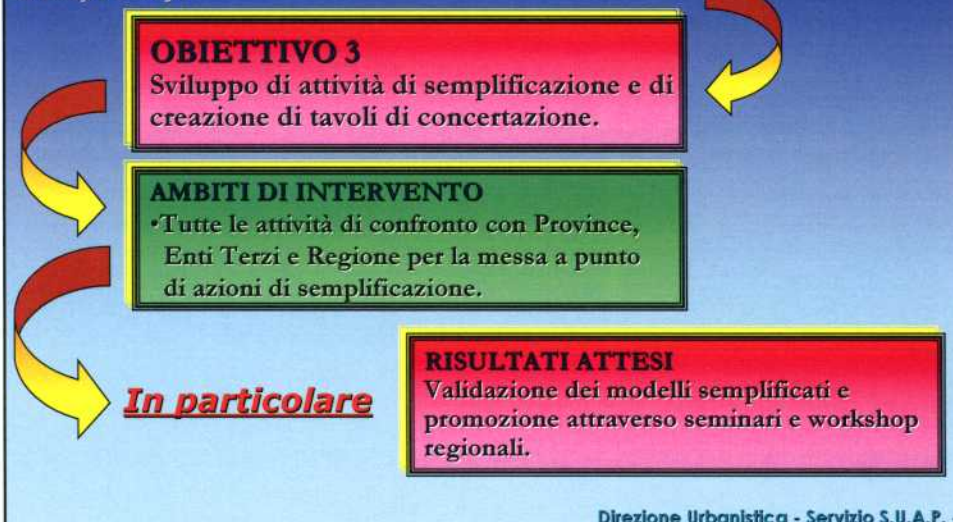 OBIETTIVO 3
Sviluppo di attività di semplificazione e di
creazione di tavoli di concertazione.
AMBITI DI INTERVENTO
•Tutte le attività di confronto con Province,
Enti Terzi e Regione per la messa a punto
di azioni di semplificazione.
In particolare
RISULTATI ATTESI
Validazione dei modelli semplificati e
promozione attraverso seminari e workshop
regionali.
Direzione Urbanistica - Servizio S.U.A.P.